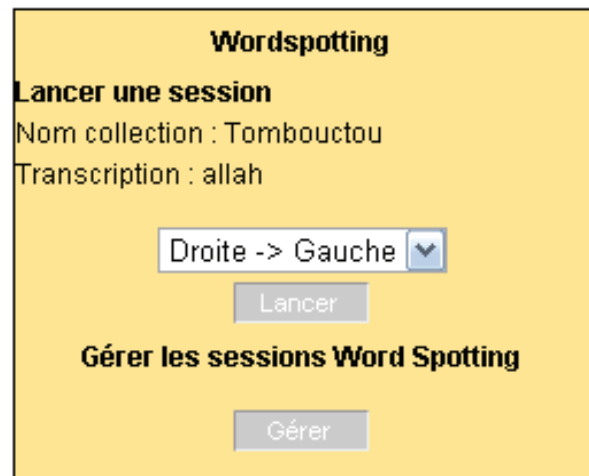 Wordspotting
Lancer une session
Nom collection : Tombouctou
Transcription : allah
Droite -> Gauche
Lancer
Gérer les sessions Word Spotting
Gérer